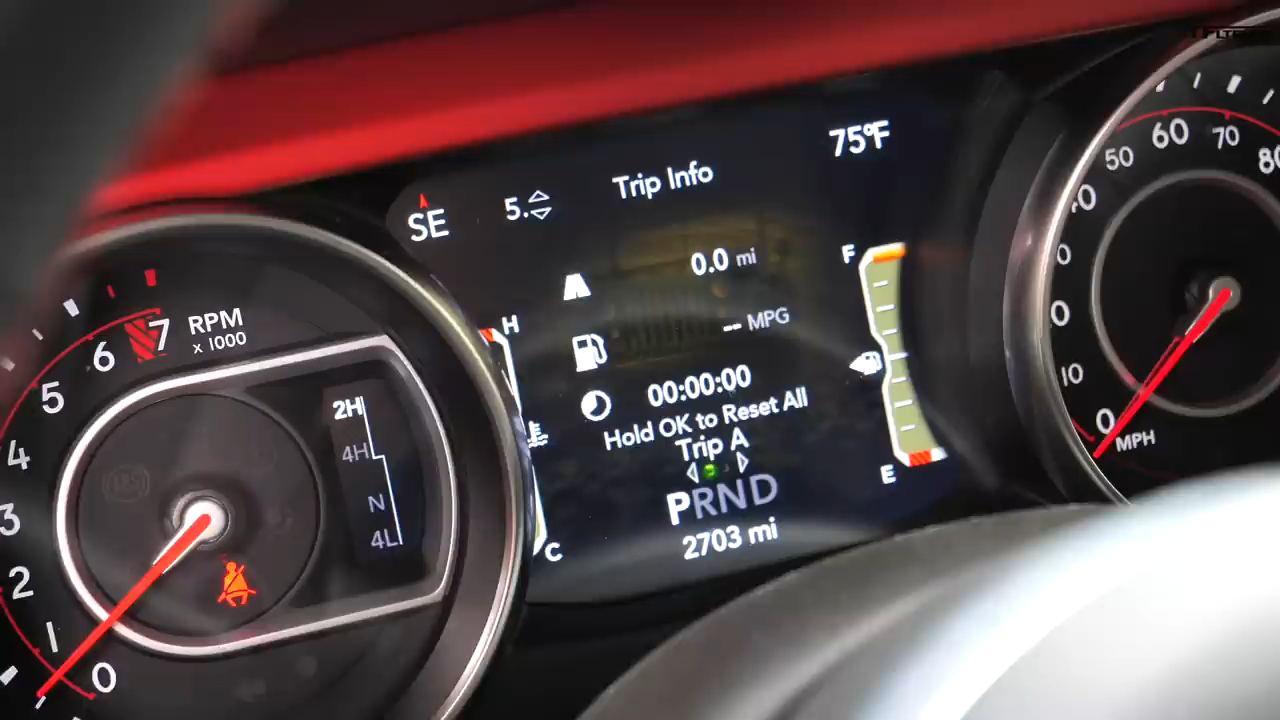 75°F
Trip Info
SE
5.
0.0 mi
-- MPG
00:00:00
Hold OK to Reset All
Trip A
PRND
2703 mi
H
C
F
E
RPM
x 1000
7
6
5
4
3
2
1
0
2H
4H
N
4L
80
70
60
50
10
0
MPH